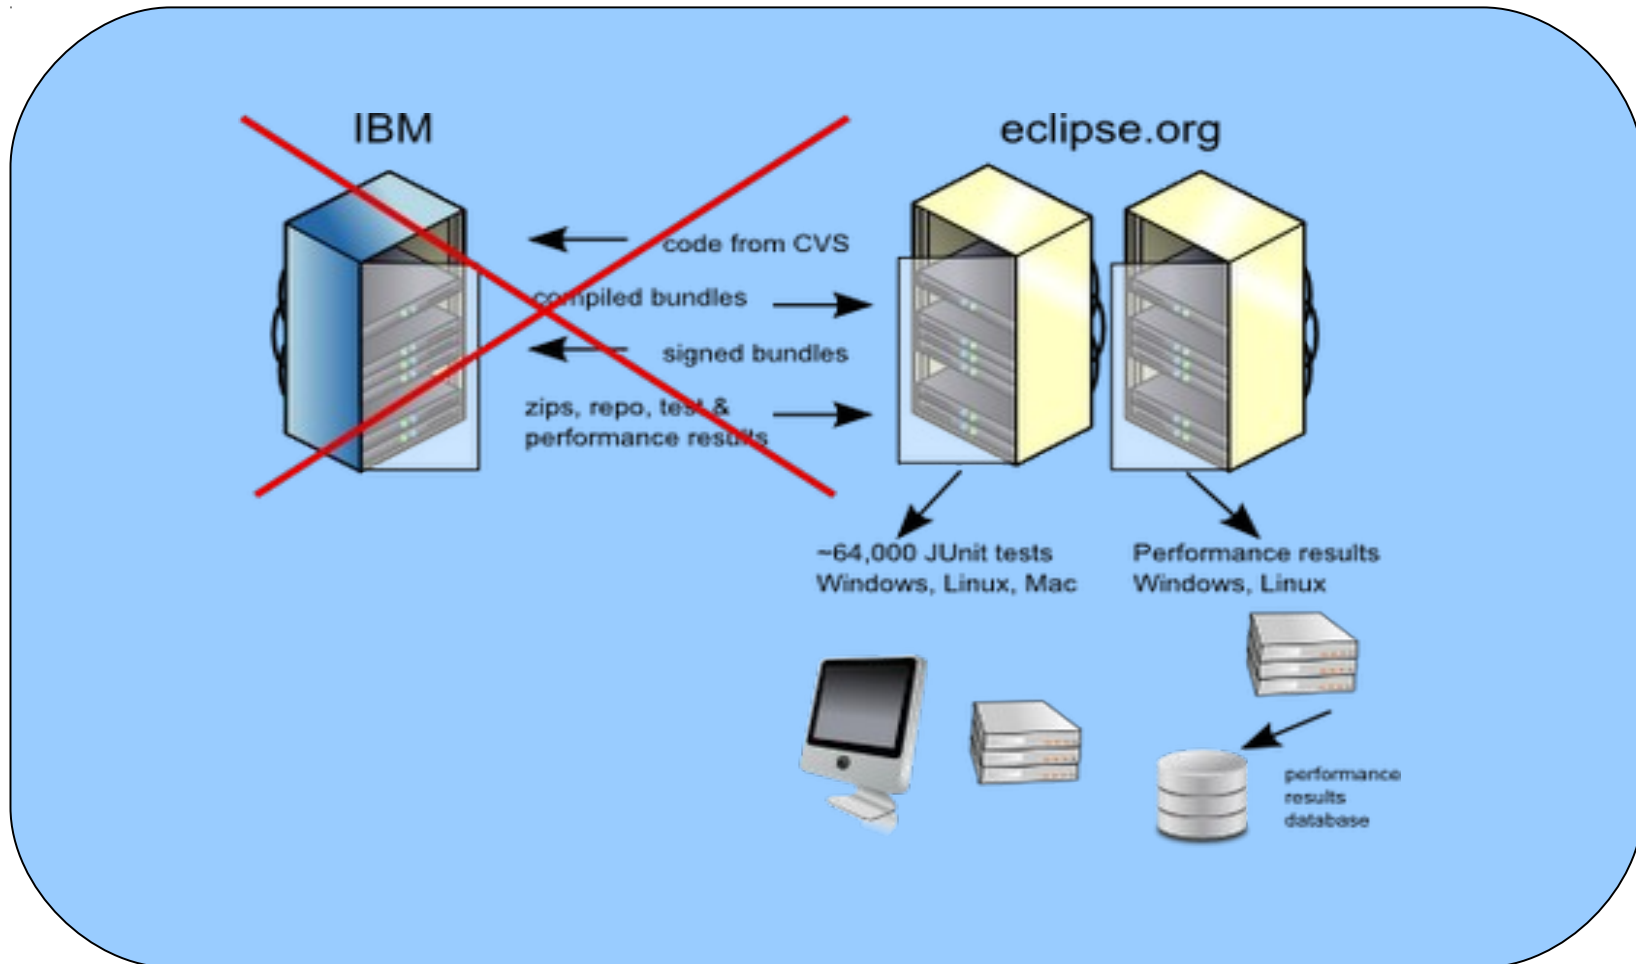 IBM
eclipse.org
code from CVS
compiled bundles
signed bundles
zips, repo, test &
performance results
~64,000 JUnit tests
Windows, Linux, Mac
Performance results
Windows, Linux
performance
results
database